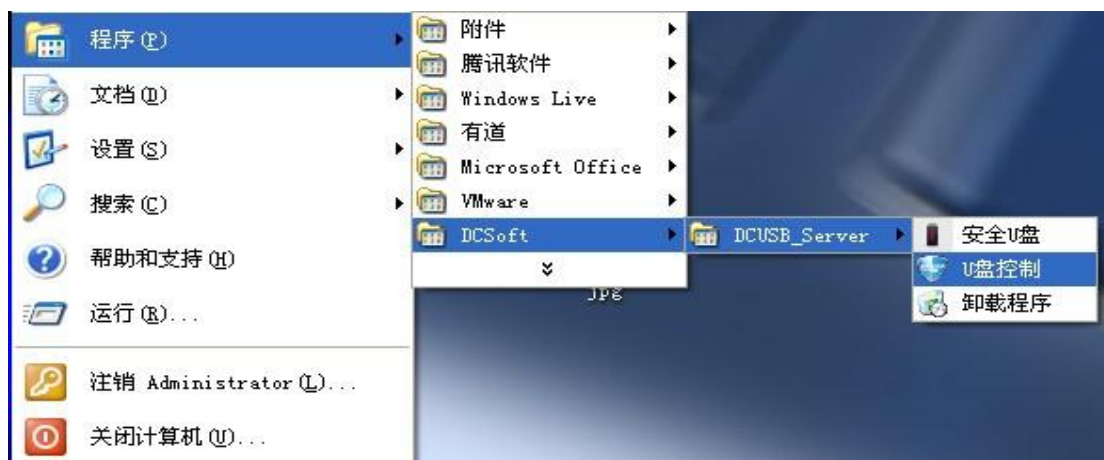 程序(P)
文档(D)
设置(S)
搜索(C)
帮助和支持(H)
运行(R)...
注销 Administrator(L)...
关闭计算机(U)...
附件
腾讯软件
Windows Live
有道
Microsoft Office
VMware
DCSoft
jpg
DCUSB_Server
安全U盘
U盘控制
卸载程序